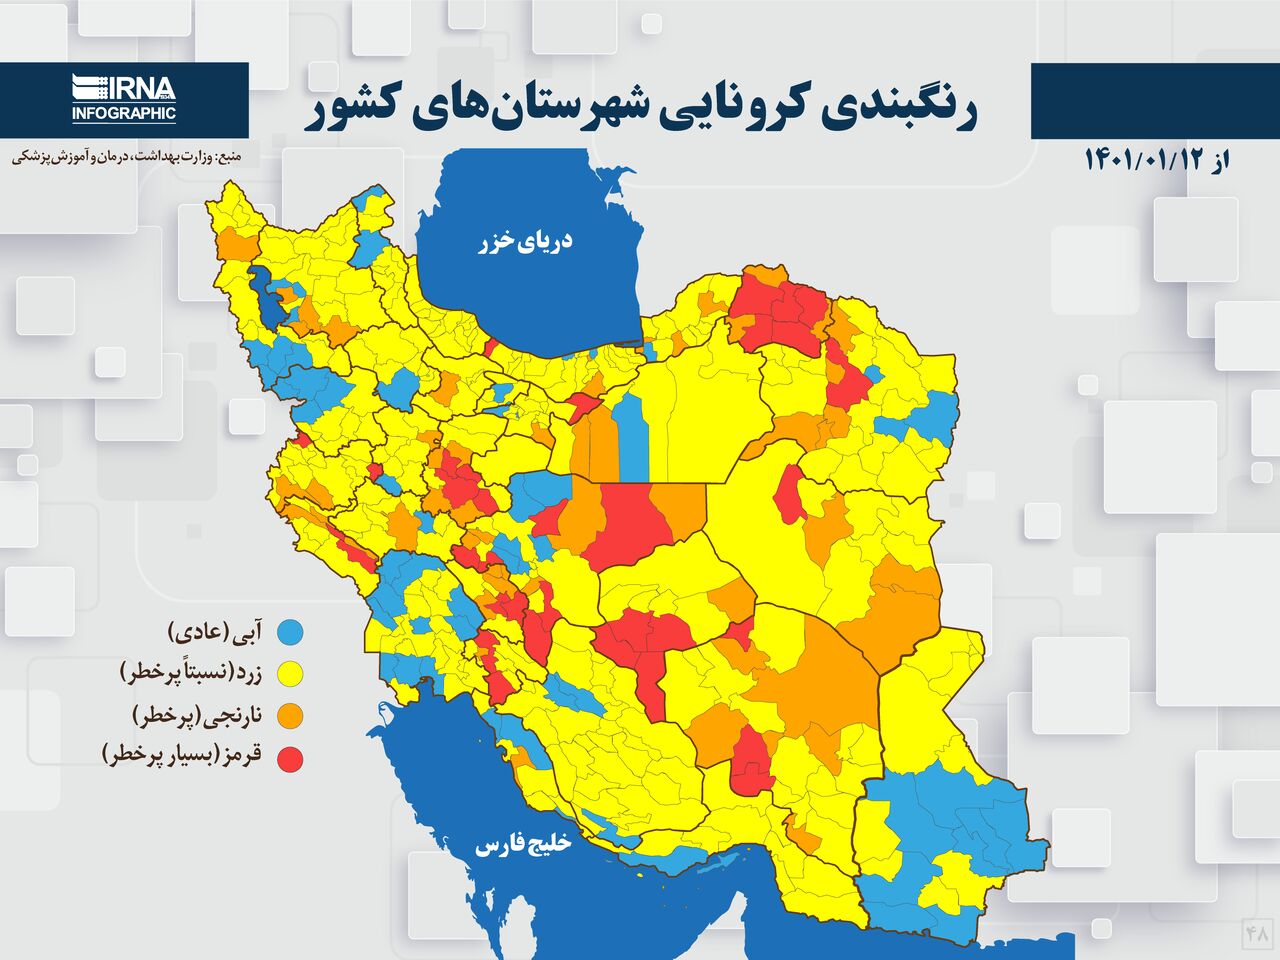 IRNA
INFOGRAPHIC
رنگبندی کرونایی شهرستان‌های کشور
منبع: وزارت بهداشت، درمان و آموزش پزشکی
از ۱۴۰۱/۰۱/۱۲
دریای خزر
آبی (عادی)
زرد (نسبتاً پرخطر)
نارنجی (پرخطر)
قرمز (بسیار پرخطر)
خلیج فارس
۴۸